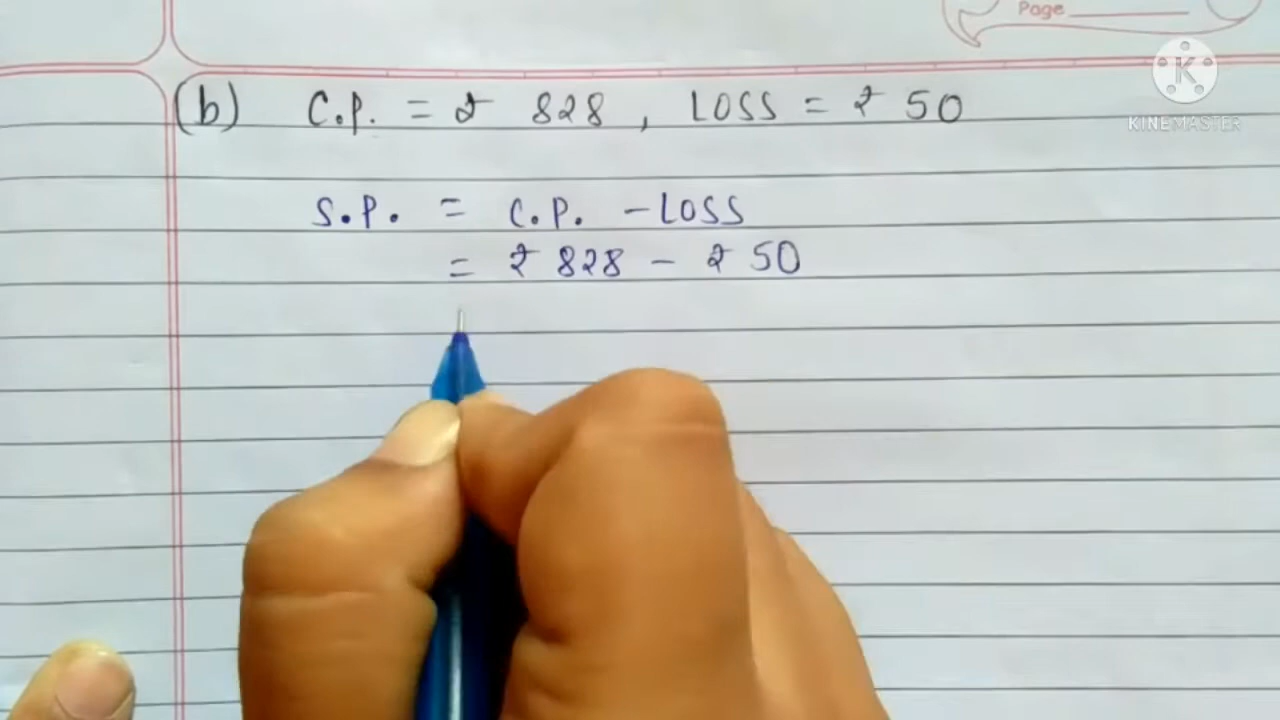 Page
KINEMASTER
(b) C.P. = ₹ 828 , LOSS = ₹ 50
S.P. = C.P. - LOSS
= ₹ 828 - ₹ 50